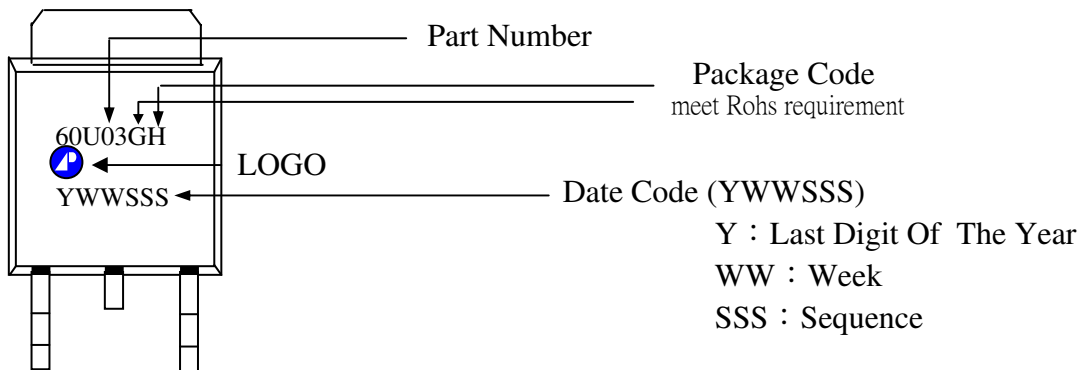 Part Number
Package Code
meet Rohs requirement
60U03GH
LOGO
YWWSSS
Date Code (YWWSSS)
Y：Last Digit Of The Year
WW：Week
SSS：Sequence